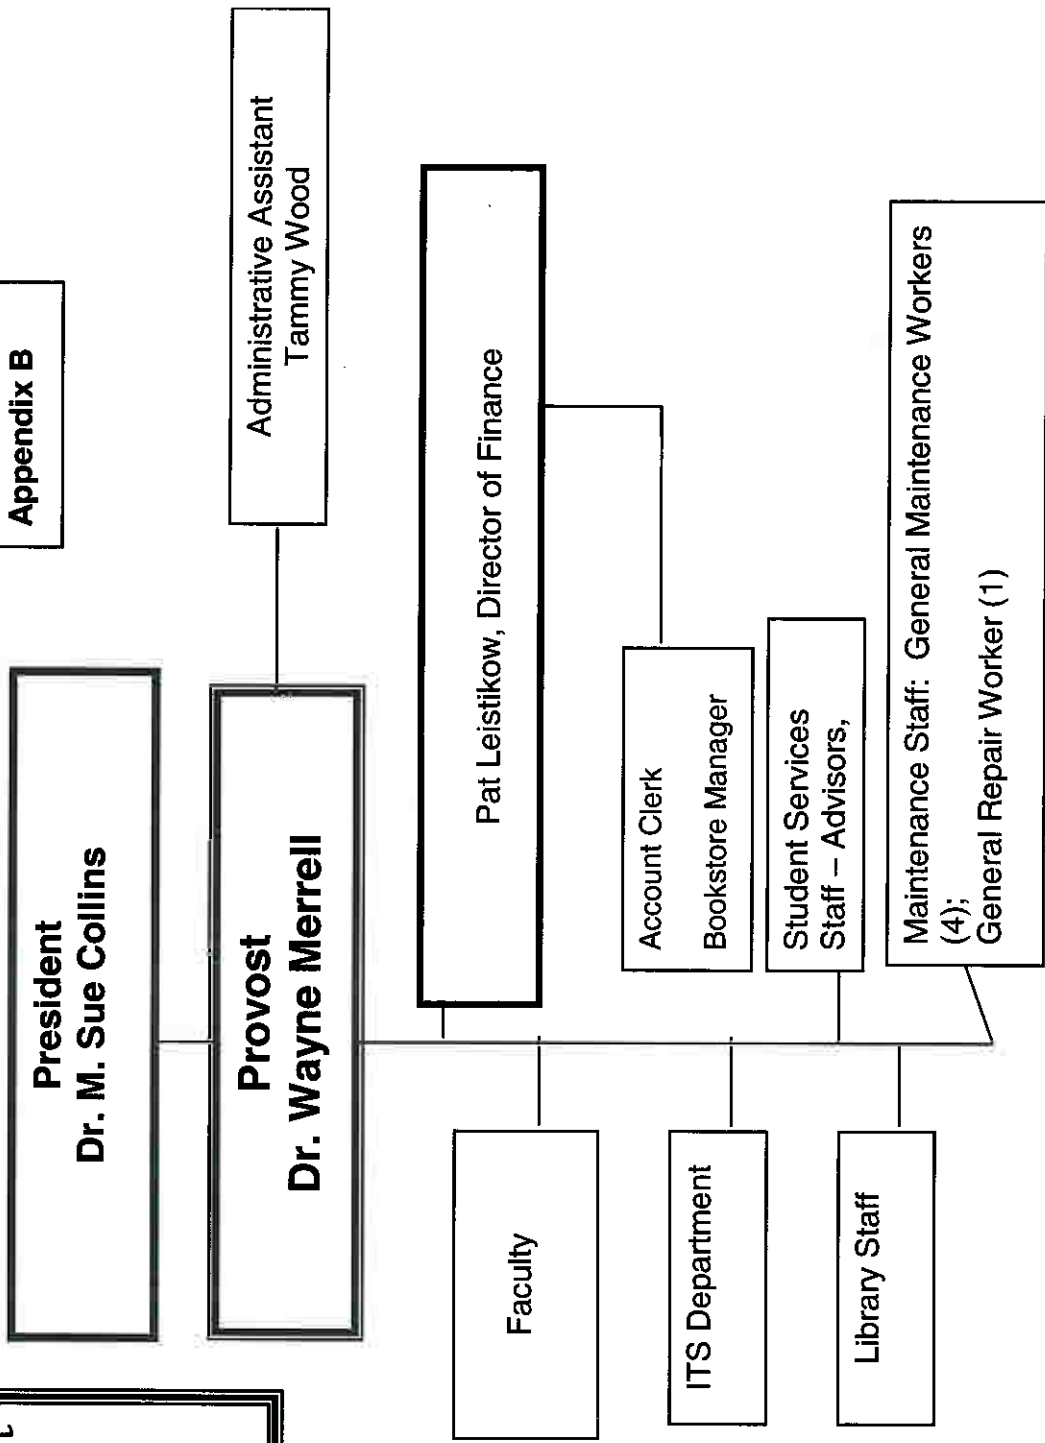 Appendix B
President
Dr. M. Sue Collins
Provost
Dr. Wayne Merrell
Administrative Assistant
Tammy Wood
Pat Leistikow, Director of Finance
Faculty
Account Clerk
Bookstore Manager
ITS Department
Student Services
Staff – Advisors,
Library Staff
Maintenance Staff: General Maintenance Workers
(4);
General Repair Worker (1)